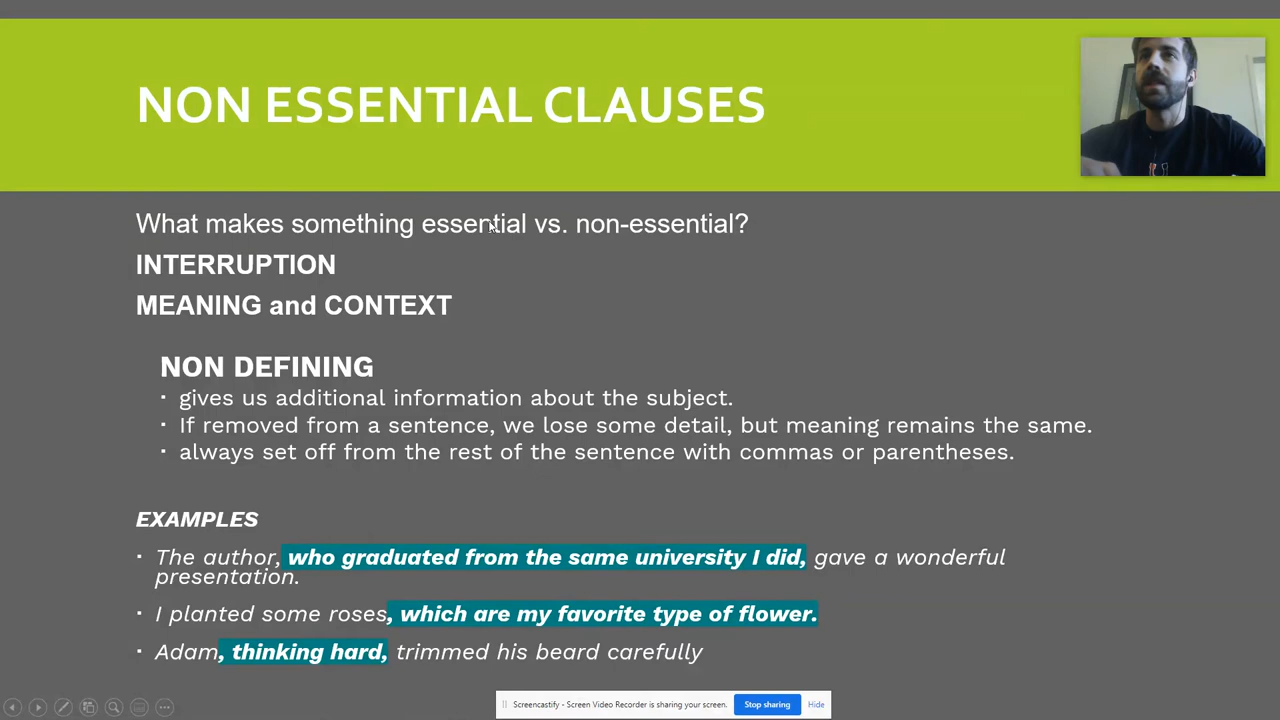 NON ESSENTIAL CLAUSES
What makes something essential vs. non-essential?
INTERRUPTION
MEANING and CONTEXT
NON DEFINING
▪ gives us additional information about the subject.
▪ If removed from a sentence, we lose some detail, but meaning remains the same.
▪ always set off from the rest of the sentence with commas or parentheses.
EXAMPLES
▪ The author, who graduated from the same university I did, gave a wonderful
presentation.
▪ I planted some roses, which are my favorite type of flower.
▪ Adam, thinking hard, trimmed his beard carefully
Screencastify - Screen Video Recorder is sharing your screen. Stop sharing Hide